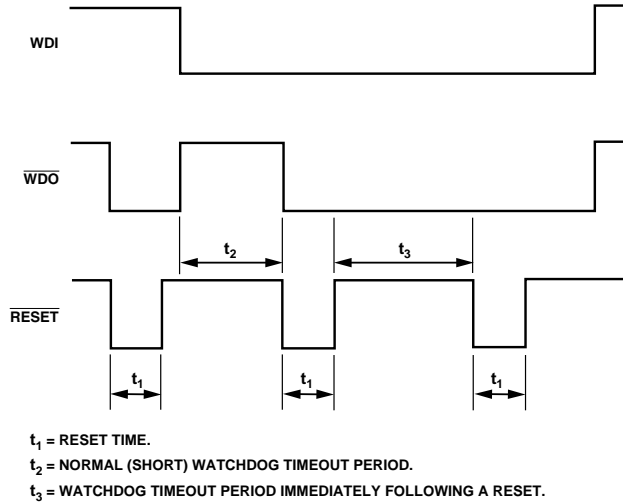 WDI
WDO
t2 t3
RESET
t1 t1 t1
t1 = RESET TIME.
t2 = NORMAL (SHORT) WATCHDOG TIMEOUT PERIOD.
t3 = WATCHDOG TIMEOUT PERIOD IMMEDIATELY FOLLOWING A RESET.